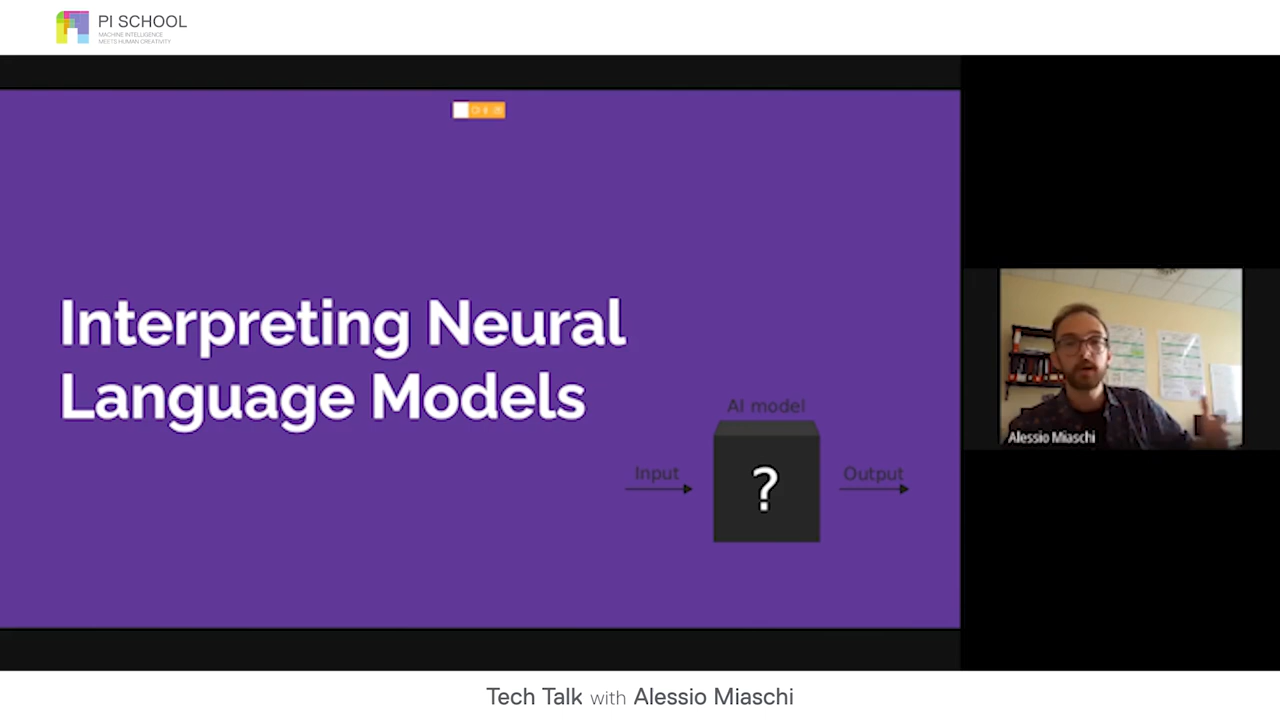 PI SCHOOL
MACHINE INTELLIGENCE
MEETS HUMAN CREATIVITY
Interpreting Neural
Language Models
AI model
Input
?
Output
Alessio Miaschi
Tech Talk with Alessio Miaschi